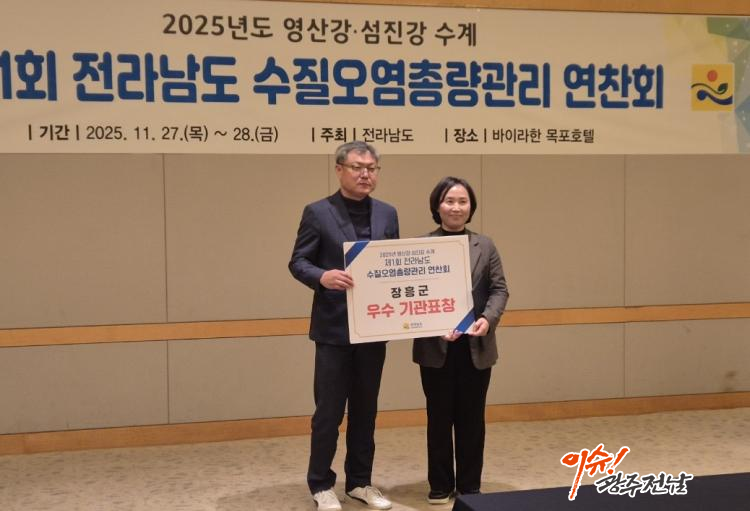 2025년도 영산강·섬진강 수계
1회 전라남도 수질오염총량관리 연찬회
| 기간 | 2025. 11. 27.(목) ~ 28.(금) | 주최 | 전라남도 | 장소 | 바이라한 목포호텔
2025년 영산강 섬진강 수계
제1회 전라남도
수질오염총량관리 연찬회
장흥군
우수 기관표창
이슈!
광주전남